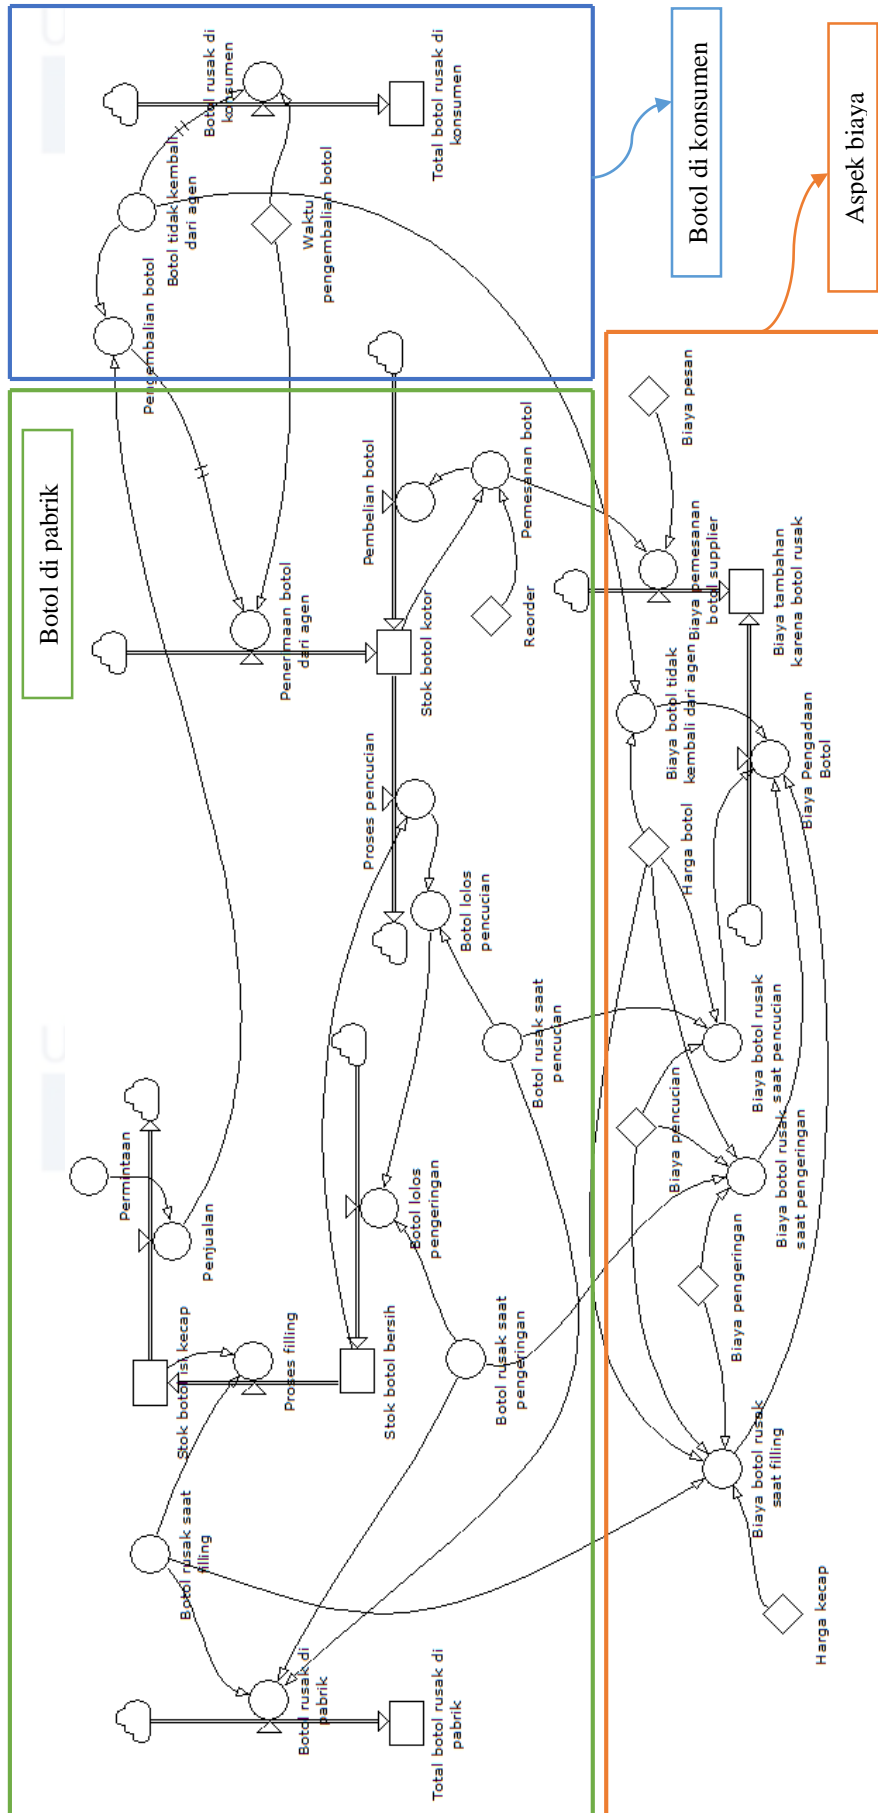 Botol di pabrik
Permintaan
Penjualan
Stok botol isi kecap
Proses filling
Botol rusak saat
filling
Botol rusak di
pabrik
Total botol rusak di
pabrik
Stok botol bersih
Botol lolos
pengeringan
Botol rusak saat
pengeringan
Botol lolos
pencucian
Botol rusak saat
pencucian
Proses pencucian
Stok botol kotor
Penerimaan botol
dari agen
Pembelian botol
Pemesanan botol
Reorder
Pengembalian botol
Botol tidak kembali
dari agen
Waktu
pengembalian botol
Botol rusak di
konsumen
Total botol rusak di
konsumen
Botol di konsumen
Aspek biaya
Harga kecap
Biaya botol rusak
saat filling
Biaya pengeringan
Biaya botol rusak
saat pengeringan
Biaya pencucian
Biaya botol rusak
saat pencucian
Harga botol
Biaya botol tidak
kembali dari agen
Biaya Pengadaan
Botol
Biaya tambahan
karena botol rusak
Biaya pemesanan
botol supplier
Biaya pesan